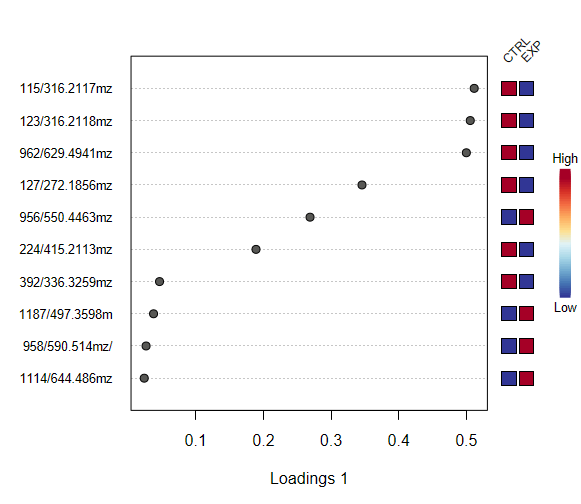 CTRL
EXP
115/316.2117mz
123/316.2118mz
962/629.4941mz
127/272.1856mz
956/550.4463mz
224/415.2113mz
392/336.3259mz
1187/497.3598m
958/590.514mz/
1114/644.486mz
High
Low
0.1 0.2 0.3 0.4 0.5
Loadings 1